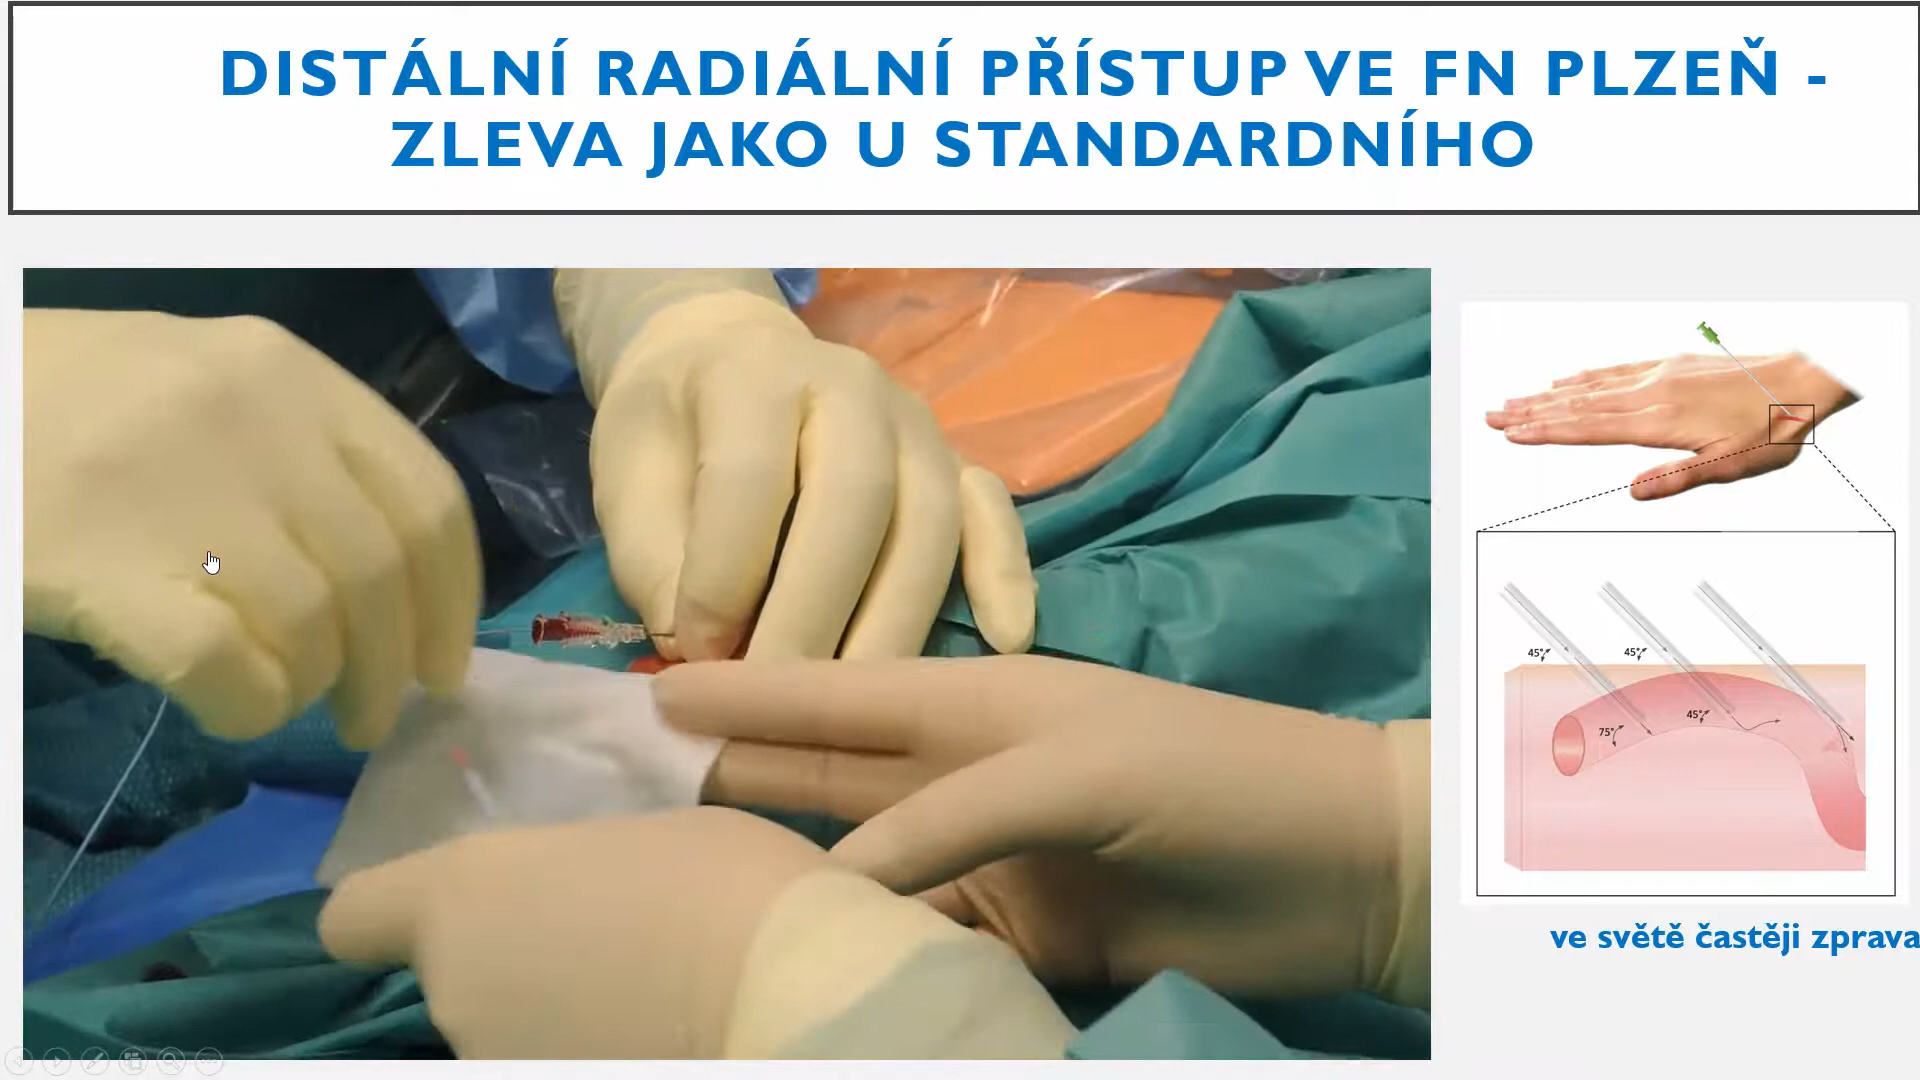 DISTÁLNÍ RADIÁLNÍ PŘÍSTUP VE FN PLZEŇ -
ZLEVA JAKO U STANDARDNÍHO
45°
45°
45°
75°
ve světě častěji zprava